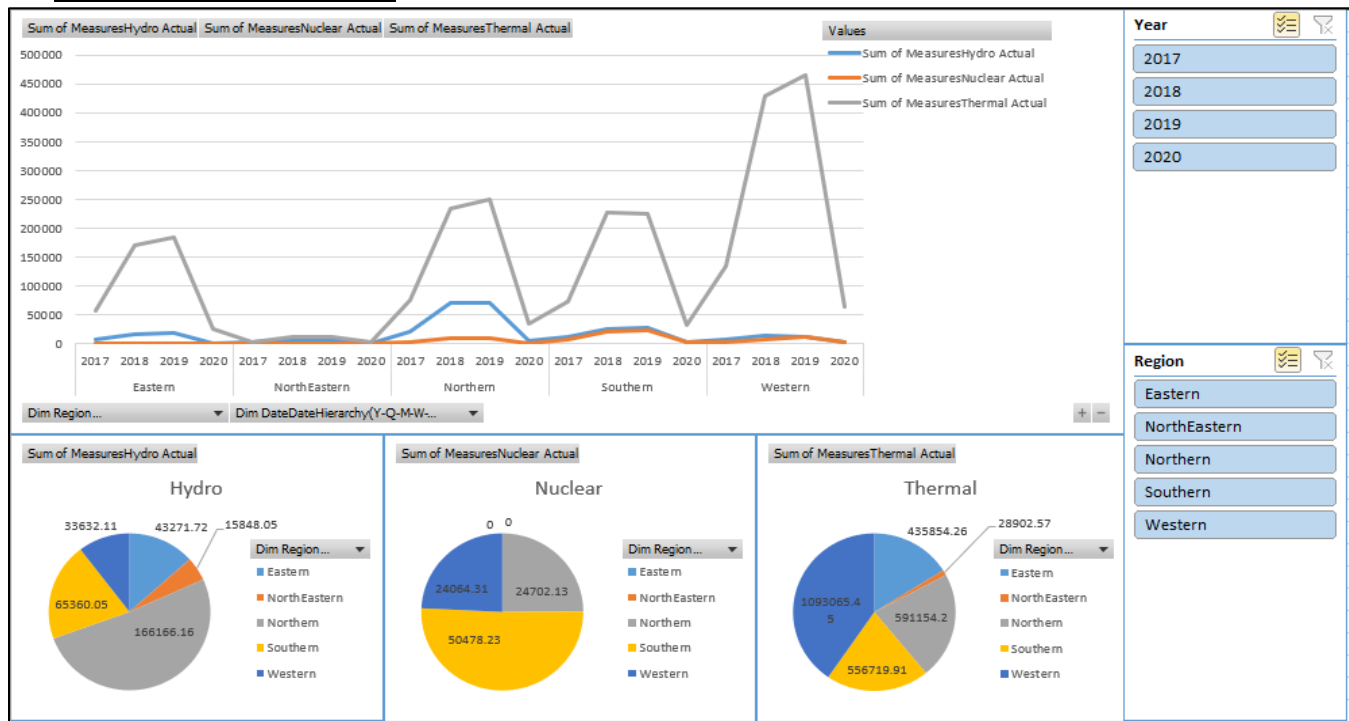 Sum of MeasuresHydro Actual Sum of MeasuresNuclear Actual Sum of MeasuresThermal Actual
Values
Sum of MeasuresHydro Actual
Sum of MeasuresNuclear Actual
Sum of MeasuresThermal Actual
500000
450000
400000
350000
300000
250000
200000
150000
100000
50000
0
2017 2018 2019 2020 2017 2018 2019 2020 2017 2018 2019 2020 2017 2018 2019 2020 2017 2018 2019 2020
Eastern NorthEastern Northern Southern Western
Dim Region... Dim DateDateHierarchy(Y-Q-M-W-...
+ −
Year
2017
2018
2019
2020
Region
Eastern
NorthEastern
Northern
Southern
Western
Sum of MeasuresHydro Actual
Hydro
33632.11
43271.72
15848.05
65360.05
166166.16
Dim Region...
Eastern
NorthEastern
Northern
Southern
Western
Sum of MeasuresNuclear Actual
Nuclear
0 0
24064.31
24702.13
50478.23
Dim Region...
Eastern
NorthEastern
Northern
Southern
Western
Sum of MeasuresThermal Actual
Thermal
435854.26
28902.57
1093065.4
5
591154.2
556719.91
Dim Region...
Eastern
NorthEastern
Northern
Southern
Western